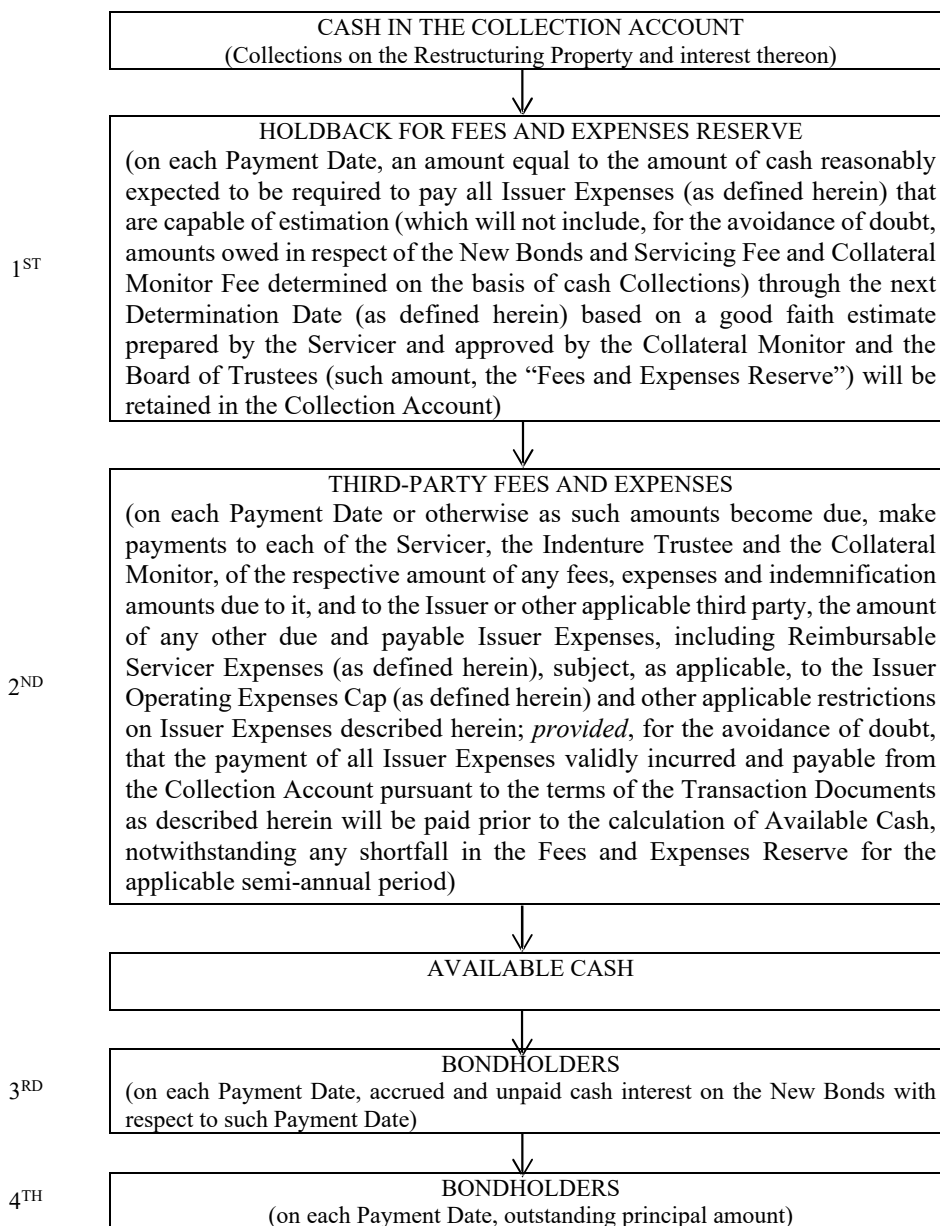 CASH IN THE COLLECTION ACCOUNT
(Collections on the Restructuring Property and interest thereon)
HOLDBACK FOR FEES AND EXPENSES RESERVE
(on each Payment Date, an amount equal to the amount of cash reasonably
expected to be required to pay all Issuer Expenses (as defined herein) that
are capable of estimation (which will not include, for the avoidance of doubt,
amounts owed in respect of the New Bonds and Servicing Fee and Collateral
1ST
Monitor Fee determined on the basis of cash Collections) through the next
Determination Date (as defined herein) based on a good faith estimate
prepared by the Servicer and approved by the Collateral Monitor and the
Board of Trustees (such amount, the “Fees and Expenses Reserve”) will be
retained in the Collection Account)
THIRD-PARTY FEES AND EXPENSES
(on each Payment Date or otherwise as such amounts become due, make
payments to each of the Servicer, the Indenture Trustee and the Collateral
Monitor, of the respective amount of any fees, expenses and indemnification
amounts due to it, and to the Issuer or other applicable third party, the amount
of any other due and payable Issuer Expenses, including Reimbursable
2ND
Servicer Expenses (as defined herein), subject, as applicable, to the Issuer
Operating Expenses Cap (as defined herein) and other applicable restrictions
on Issuer Expenses described herein; provided, for the avoidance of doubt,
that the payment of all Issuer Expenses validly incurred and payable from
the Collection Account pursuant to the terms of the Transaction Documents
as described herein will be paid prior to the calculation of Available Cash,
notwithstanding any shortfall in the Fees and Expenses Reserve for the
applicable semi-annual period)
AVAILABLE CASH
BONDHOLDERS
3RD
(on each Payment Date, accrued and unpaid cash interest on the New Bonds with
respect to such Payment Date)
BONDHOLDERS
4TH
(on each Payment Date, outstanding principal amount)